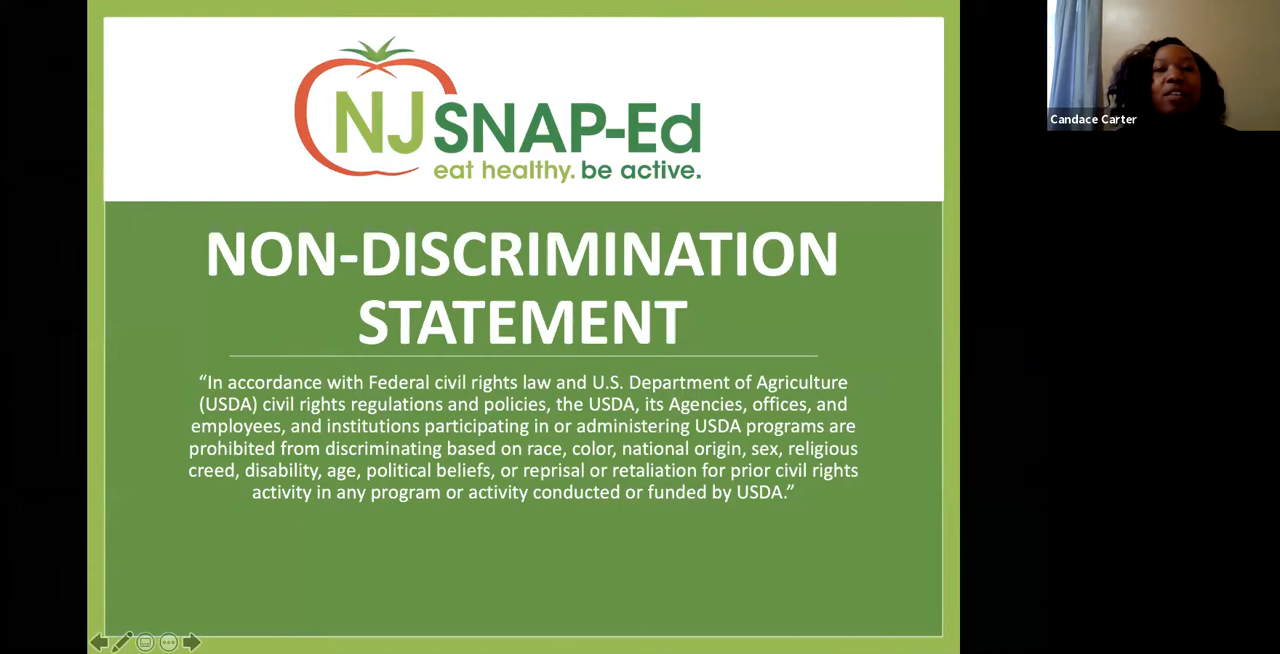 NJ SNAP-Ed
eat healthy. be active.
NON-DISCRIMINATION
STATEMENT
“In accordance with Federal civil rights law and U.S. Department of Agriculture
(USDA) civil rights regulations and policies, the USDA, its Agencies, offices, and
employees, and institutions participating in or administering USDA programs are
prohibited from discriminating based on race, color, national origin, sex, religious
creed, disability, age, political beliefs, or reprisal or retaliation for prior civil rights
activity in any program or activity conducted or funded by USDA.”
Candace Carter